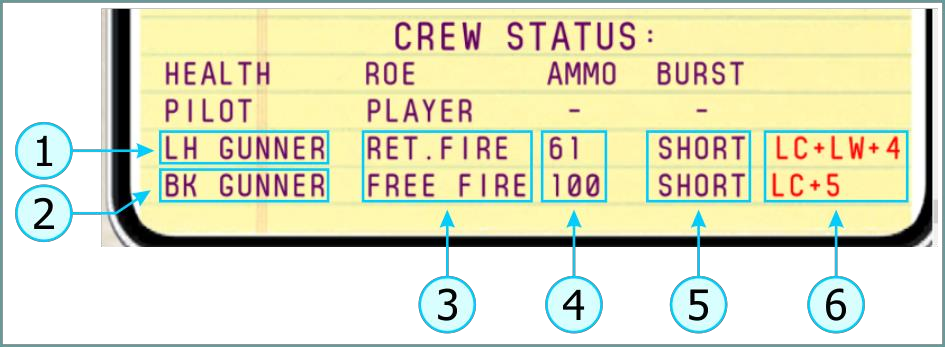 CREW STATUS:
HEALTH ROE AMMO BURST
PILOT PLAYER - -
1 LH GUNNER RET.FIRE 61 SHORT LC+LW+4
2 BK GUNNER FREE FIRE 100 SHORT LC+5
3 4 5 6